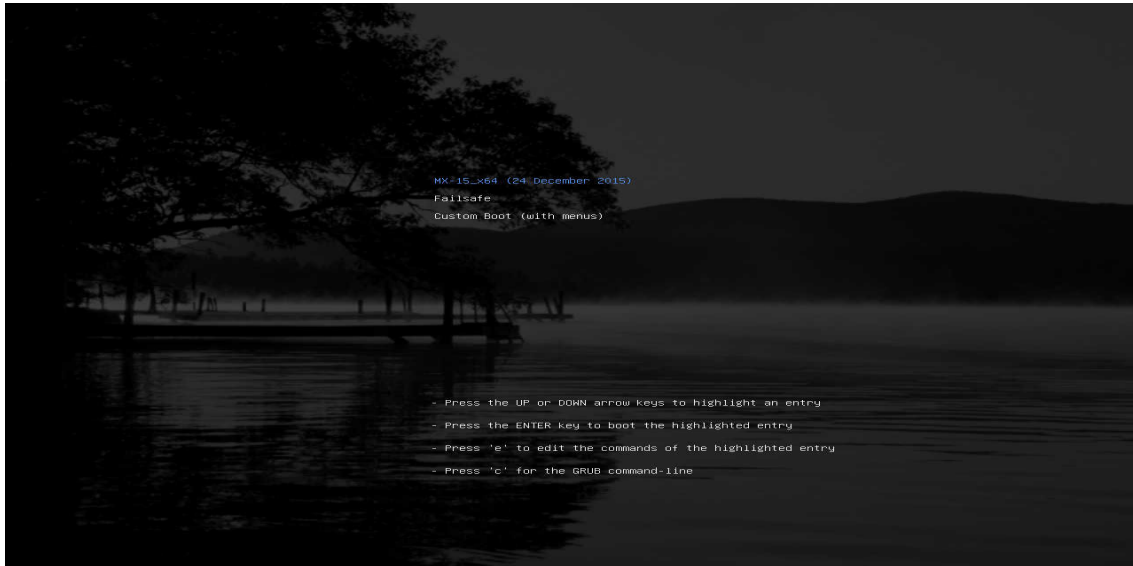 MX-15_x64 (24 December 2015)
Failsafe
Custom Boot (with menus)
- Press the UP or DOWN arrow keys to highlight an entry
- Press the ENTER key to boot the highlighted entry
- Press 'e' to edit the commands of the highlighted entry
- Press 'c' for the GRUB command-line